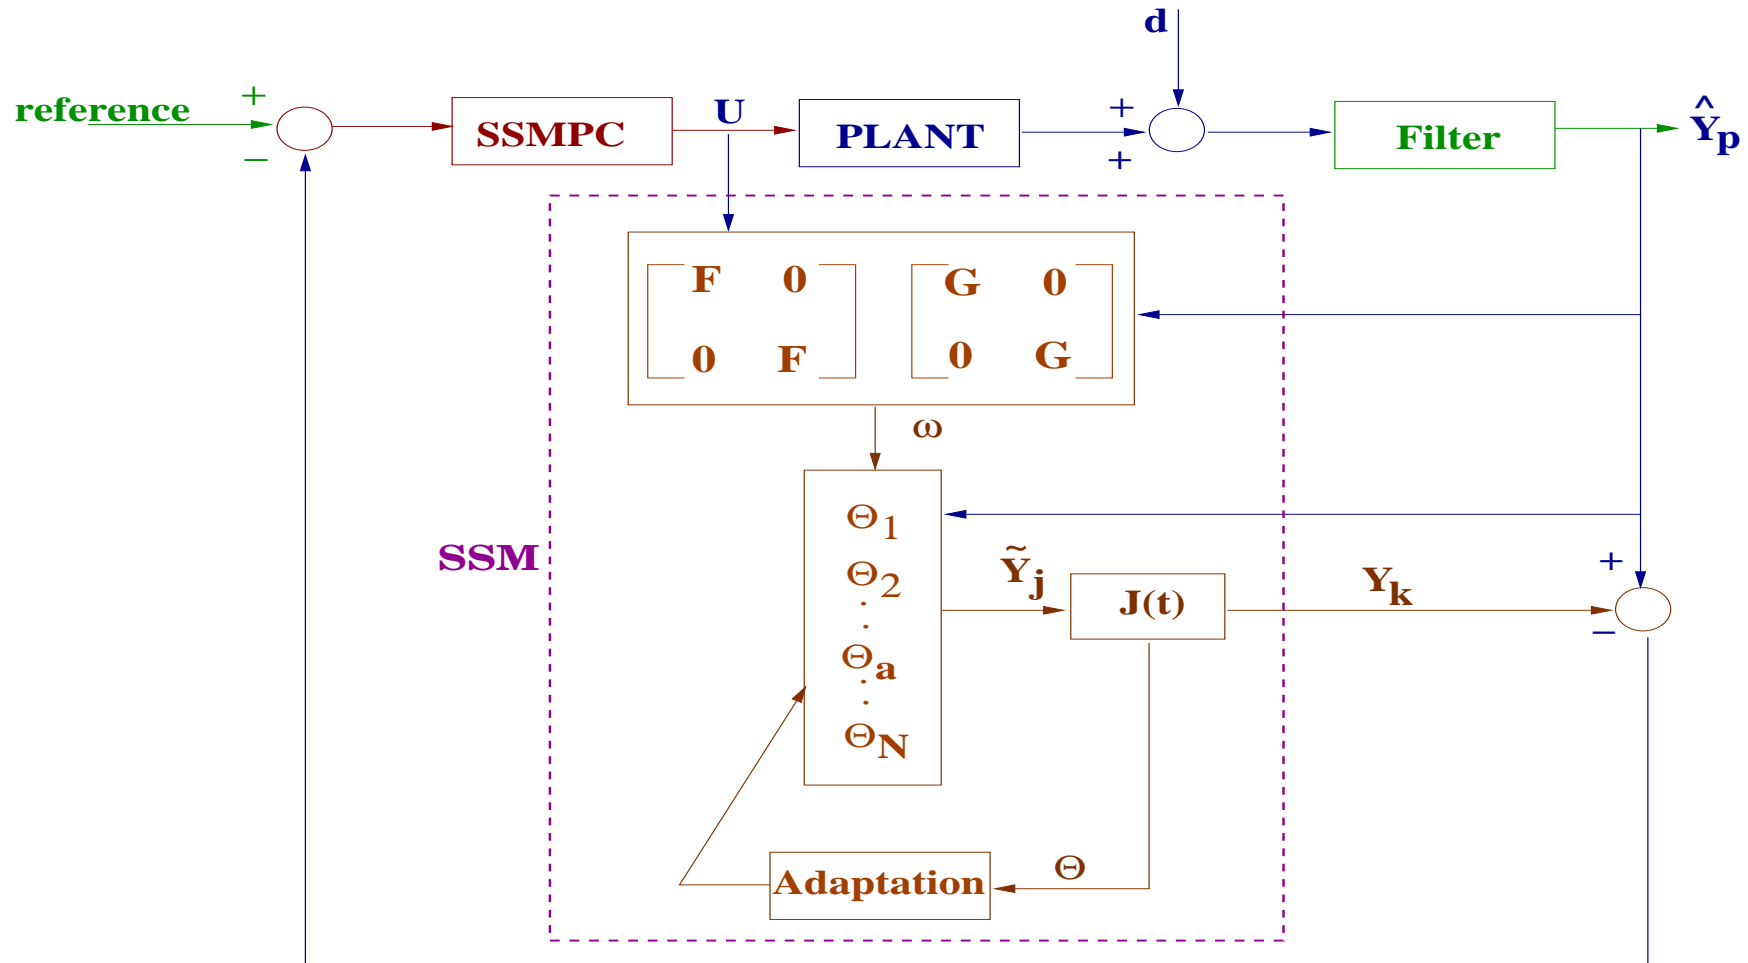 d
reference
+
−
SSMPC
U
PLANT
+
+
Filter
Ŷp
F 0
0 F
G 0
0 G
ω
SSM
Θ1
Θ2
.
.
Θa
.
.
ΘN
Ỹj
J(t)
Yk
+
−
Adaptation
Θ